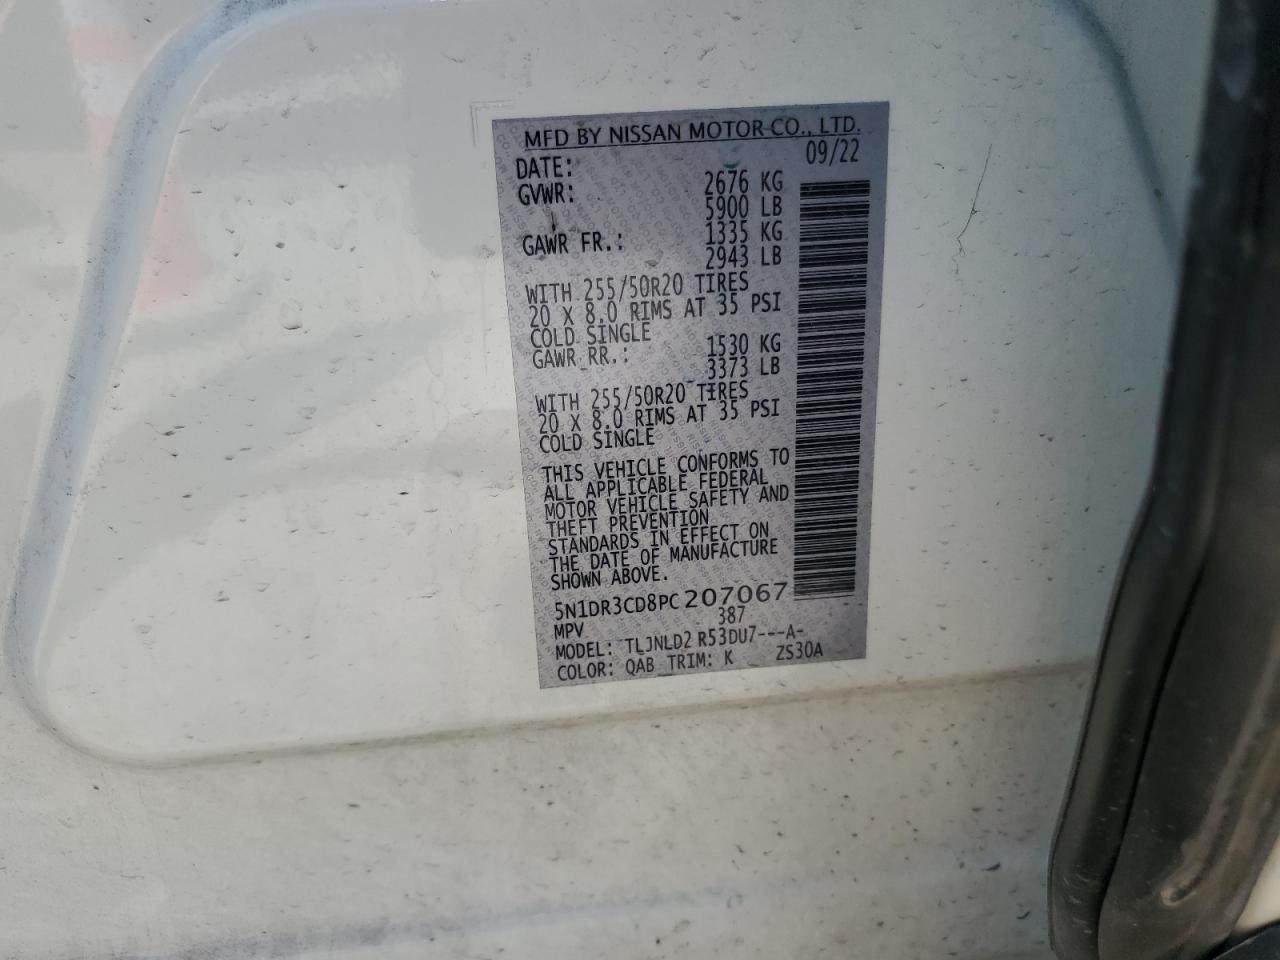 MFD BY NISSAN MOTOR CO., LTD.
DATE: 09/22
GVWR: 2676 KG
5900 LB
GAWR FR.: 1335 KG
2943 LB
WITH 255/50R20 TIRES
20 X 8.0 RIMS AT 35 PSI
COLD SINGLE
GAWR RR.: 1530 KG
3373 LB
WITH 255/50R20 TIRES
20 X 8.0 RIMS AT 35 PSI
COLD SINGLE
THIS VEHICLE CONFORMS TO
ALL APPLICABLE FEDERAL
MOTOR VEHICLE SAFETY AND
THEFT PREVENTION
STANDARDS IN EFFECT ON
THE DATE OF MANUFACTURE
SHOWN ABOVE.
5N1DR3CD8PC207067
MPV 387
MODEL: TLJNLD2 R53DU7---A-
COLOR: QAB TRIM: K ZS30A